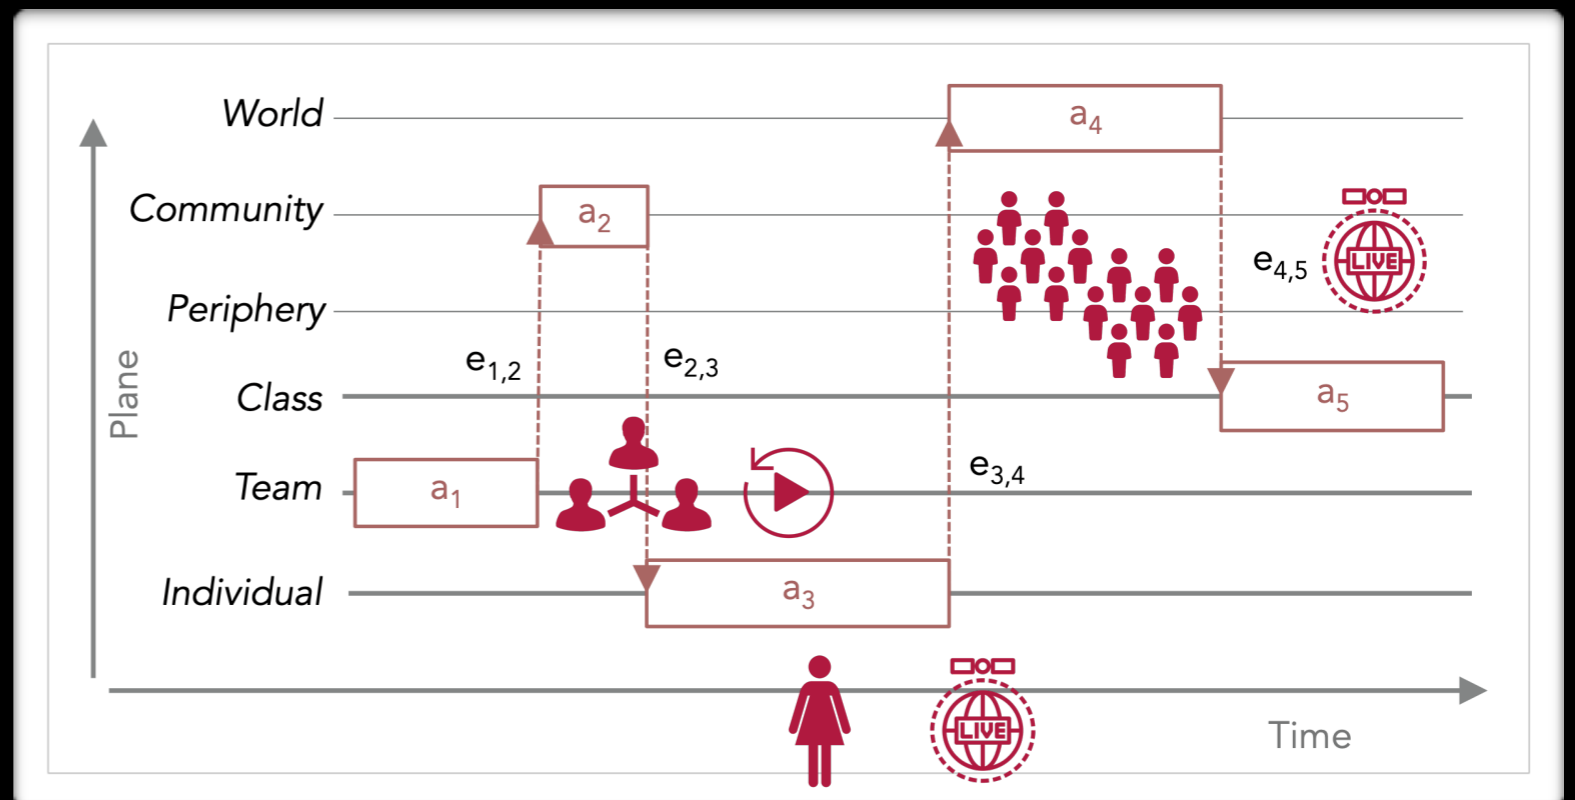 World
a4
Community
a2
LIVE
e4,5
Periphery
e1,2
e2,3
Class
a5
Plane
Team
a1
e3,4
Individual
a3
LIVE
Time